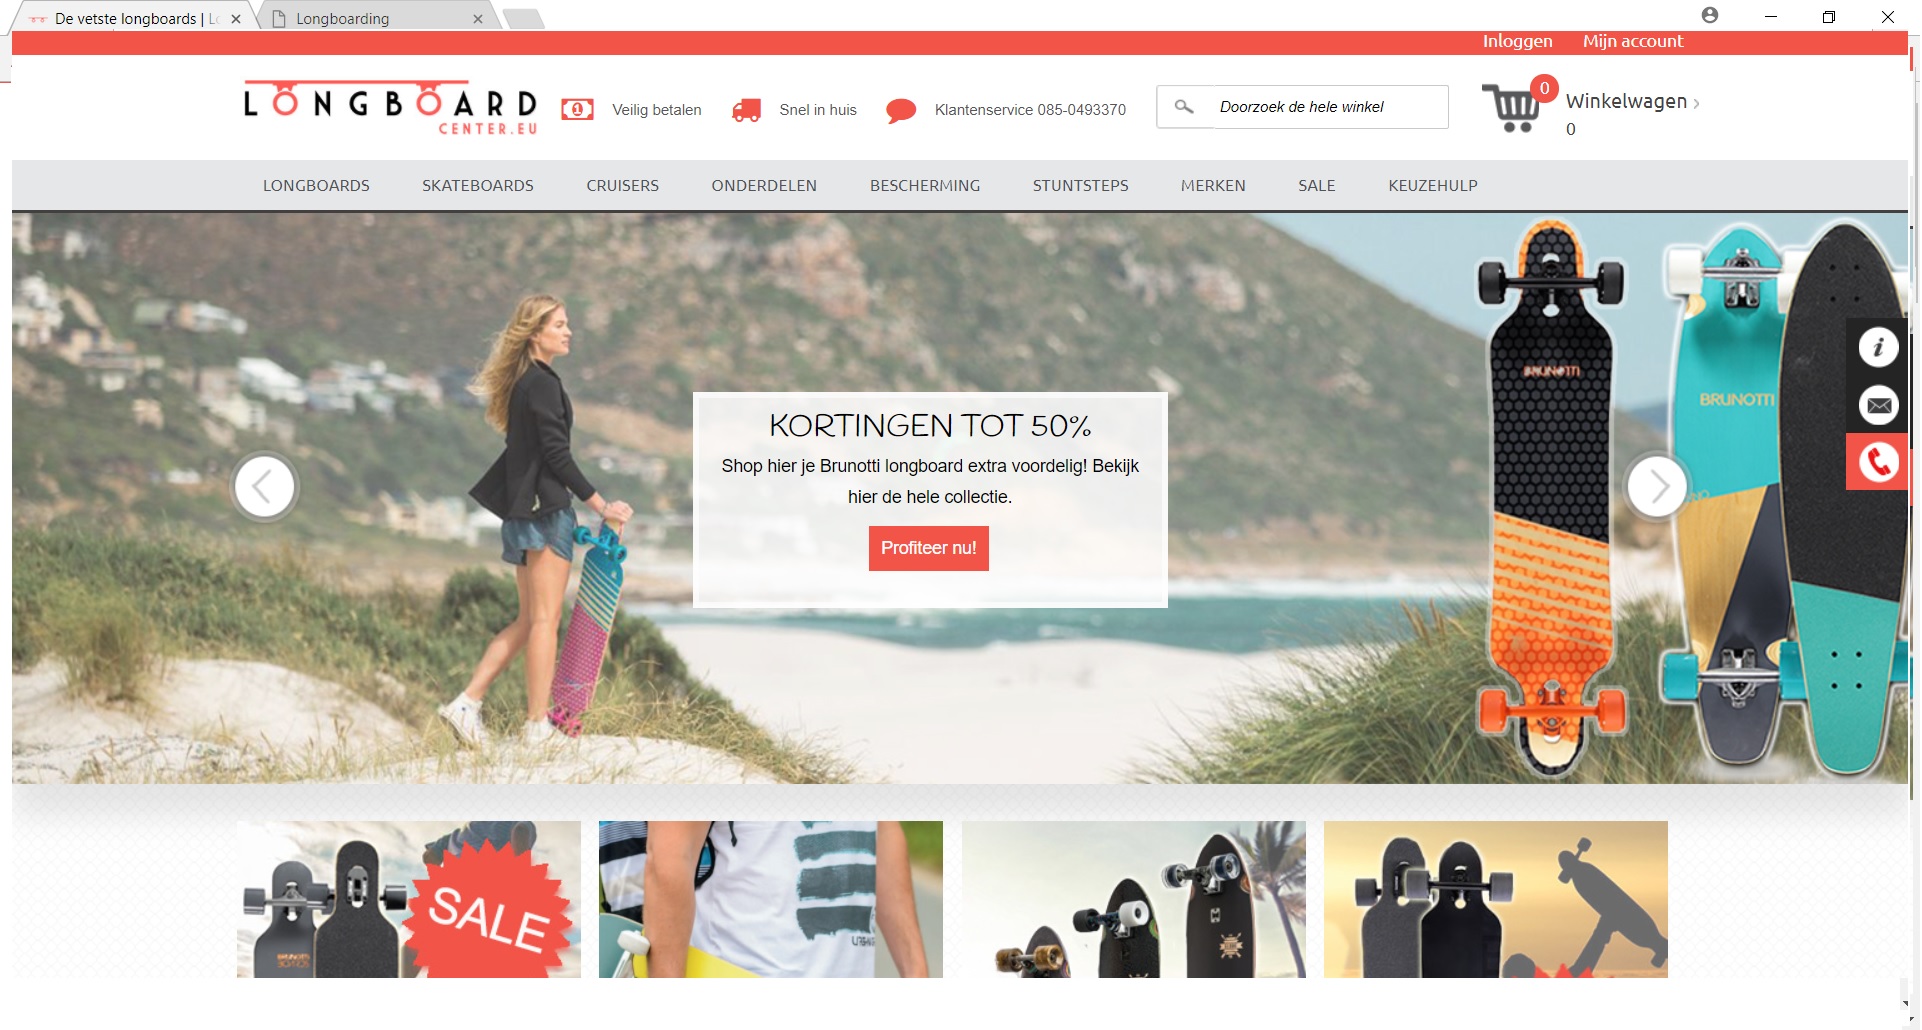 De vetste longboards |
Longboarding
Inloggen Mijn account
LONGBOARD
CENTER.EU
1
Veilig betalen
Snel in huis
Klantenservice 085-0493370
Doorzoek de hele winkel
0
Winkelwagen ›
0
LONGBOARDS SKATEBOARDS CRUISERS ONDERDELEN BESCHERMING STUNTSTEPS MERKEN SALE KEUZEHULP
KORTINGEN TOT 50%
Shop hier je Brunotti longboard extra voordelig! Bekijk
hier de hele collectie.
Profiteer nu!
BRUNOTTI
BRUNOTTI
i
SALE